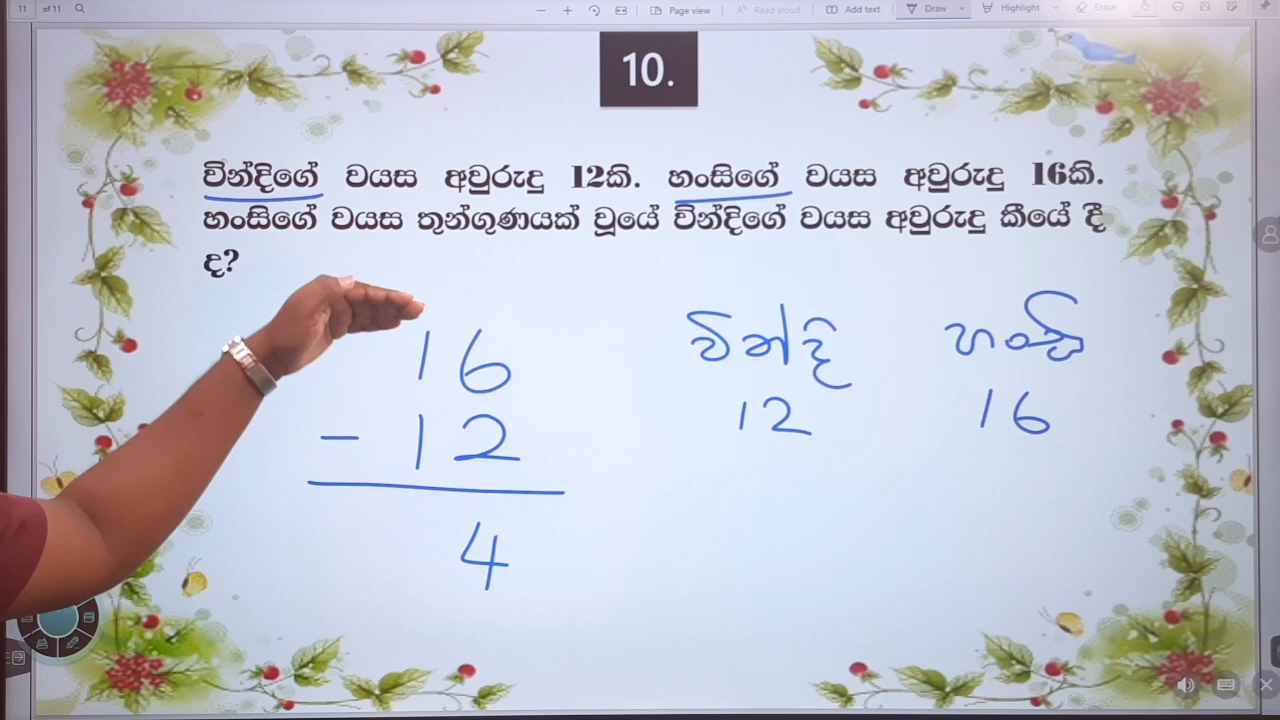 11 of 11 Page view Read aloud Add text Draw Highlight Erase
10.
වින්දිගේ වයස අවුරුදු 12කි. හංසිගේ වයස අවුරුදු 16කි.
හංසිගේ වයස තුන්ගුණයක් වූයේ වින්දිගේ වයස අවුරුදු කීයේ දී
ද?
16
- 12
4
වින්දි හංසි
12 16